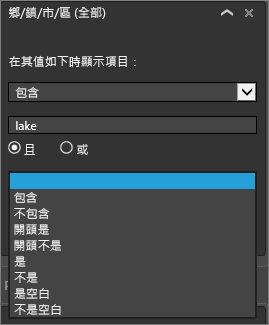 鄉/鎮/市/區 (全部)
在其值如下時顯示項目：
包含
lake
且 或
包含
不包含
開頭是
開頭不是
是
不是
是空白
不是空白